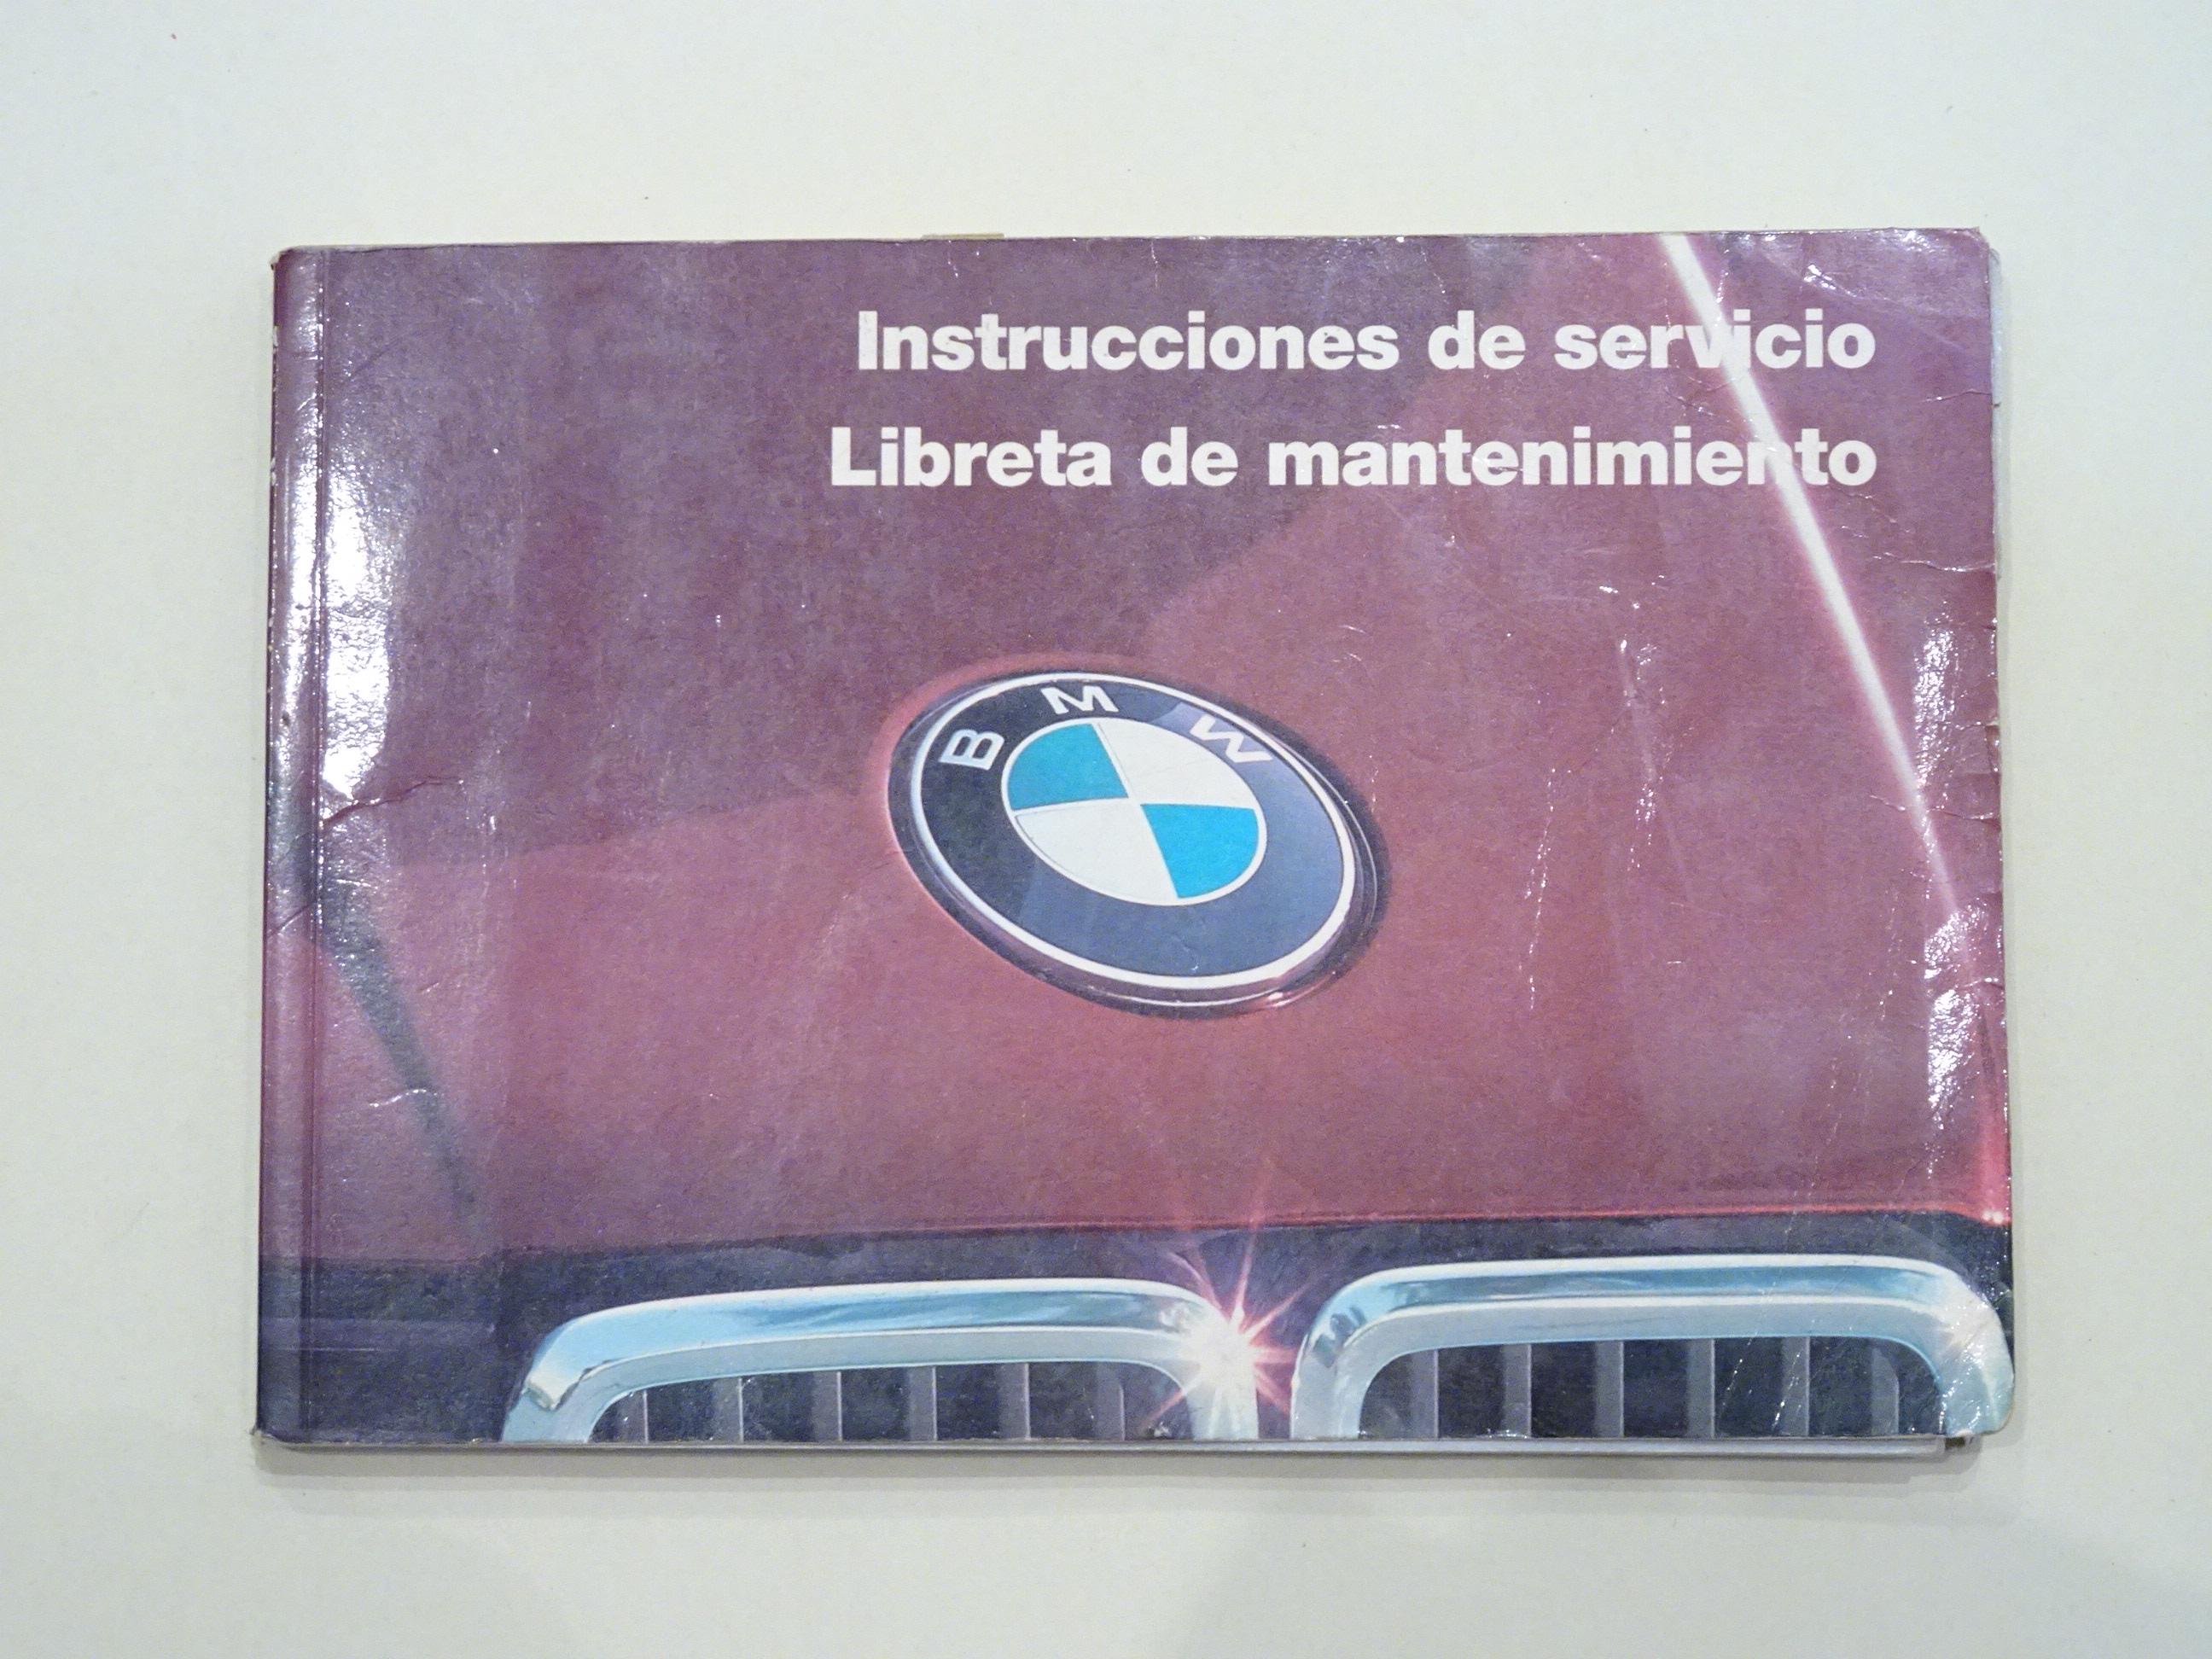 Instrucciones de servicio
Libreta de mantenimiento
BMW